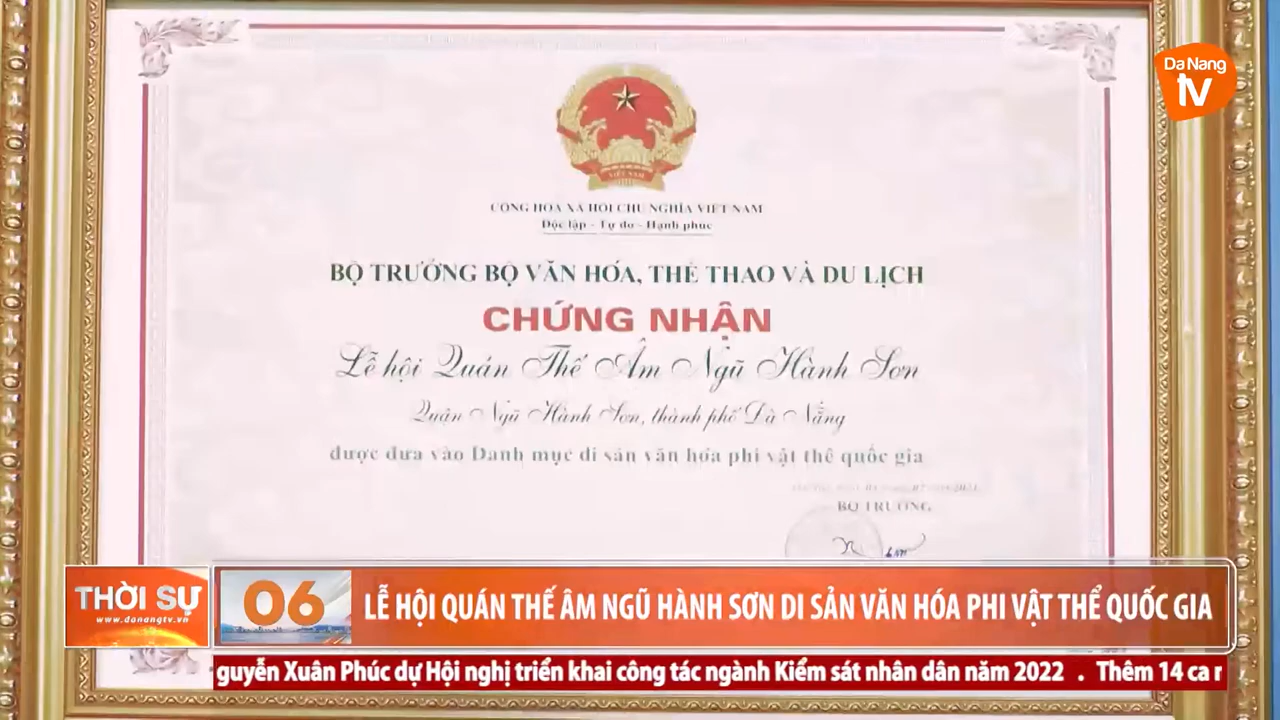 Da Nang
tv
VIỆT NAM
CỘNG HÒA XÃ HỘI CHỦ NGHĨA VIỆT NAM
Độc lập - Tự do - Hạnh phúc
BỘ TRƯỞNG BỘ VĂN HÓA, THỂ THAO VÀ DU LỊCH
CHỨNG NHẬN
Lễ hội Quán Thế Âm Ngũ Hành Sơn
Quận Ngũ Hành Sơn, thành phố Đà Nẵng
được đưa vào Danh mục di sản văn hóa phi vật thể quốc gia
BỘ TRƯỞNG
THỜI SỰ
www.danangtv.vn
06
LỄ HỘI QUÁN THẾ ÂM NGŨ HÀNH SƠN DI SẢN VĂN HÓA PHI VẬT THỂ QUỐC GIA
guyễn Xuân Phúc dự Hội nghị triển khai công tác ngành Kiểm sát nhân dân năm 2022 . Thêm 14 ca